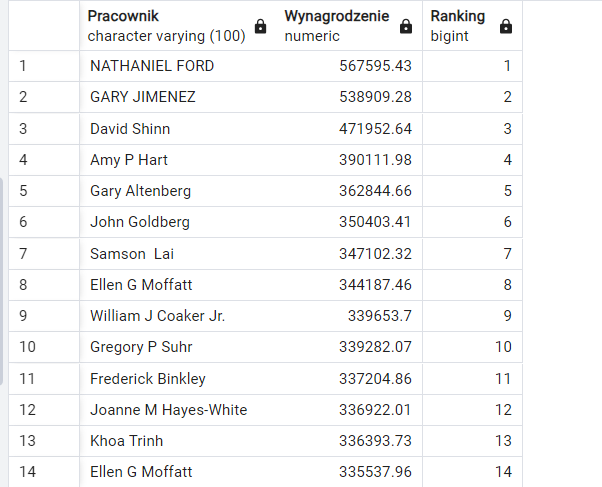 Pracownik Wynagrodzenie Ranking
character varying (100) numeric bigint
1 NATHANIEL FORD 567595.43 1
2 GARY JIMENEZ 538909.28 2
3 David Shinn 471952.64 3
4 Amy P Hart 390111.98 4
5 Gary Altenberg 362844.66 5
6 John Goldberg 350403.41 6
7 Samson  Lai 347102.32 7
8 Ellen G Moffatt 344187.46 8
9 William J Coaker Jr. 339653.7 9
10 Gregory P Suhr 339282.07 10
11 Frederick Binkley 337204.86 11
12 Joanne M Hayes-White 336922.01 12
13 Khoa Trinh 336393.73 13
14 Ellen G Moffatt 335537.96 14